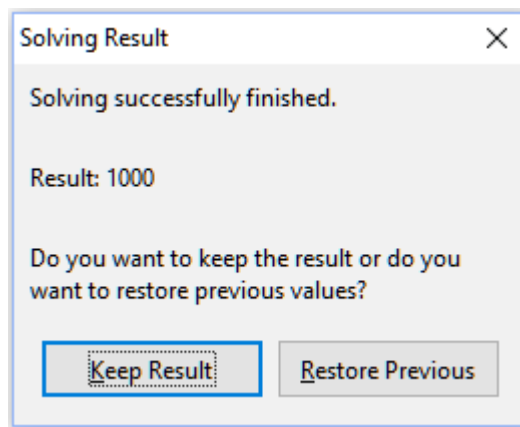 Solving Result
Solving successfully finished.
Result: 1000
Do you want to keep the result or do you
want to restore previous values?
Keep Result
Restore Previous